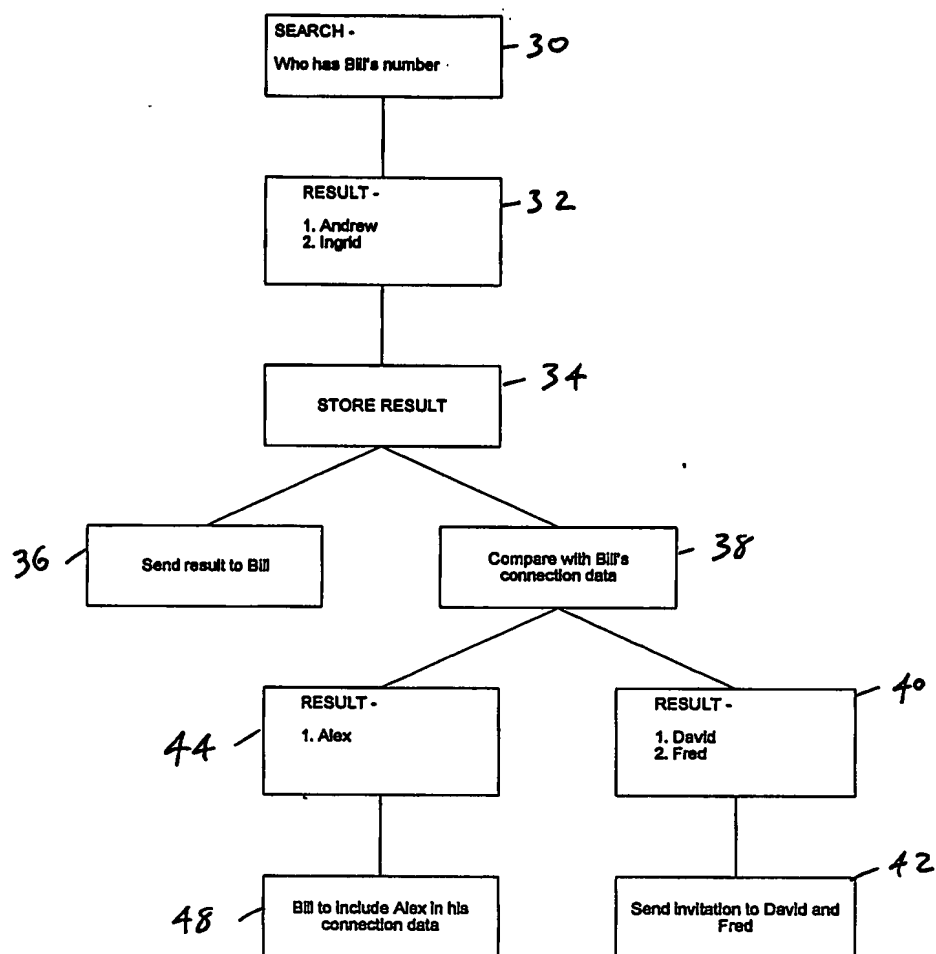 SEARCH -
Who has Bill's number
30
RESULT -
1. Andrew
2. Ingrid
32
STORE RESULT
34
36
Send result to Bill
Compare with Bill's
connection data
38
44
RESULT -
1. Alex
RESULT -
1. David
2. Fred
40
48
Bill to include Alex in his
connection data
Send invitation to David and
Fred
42